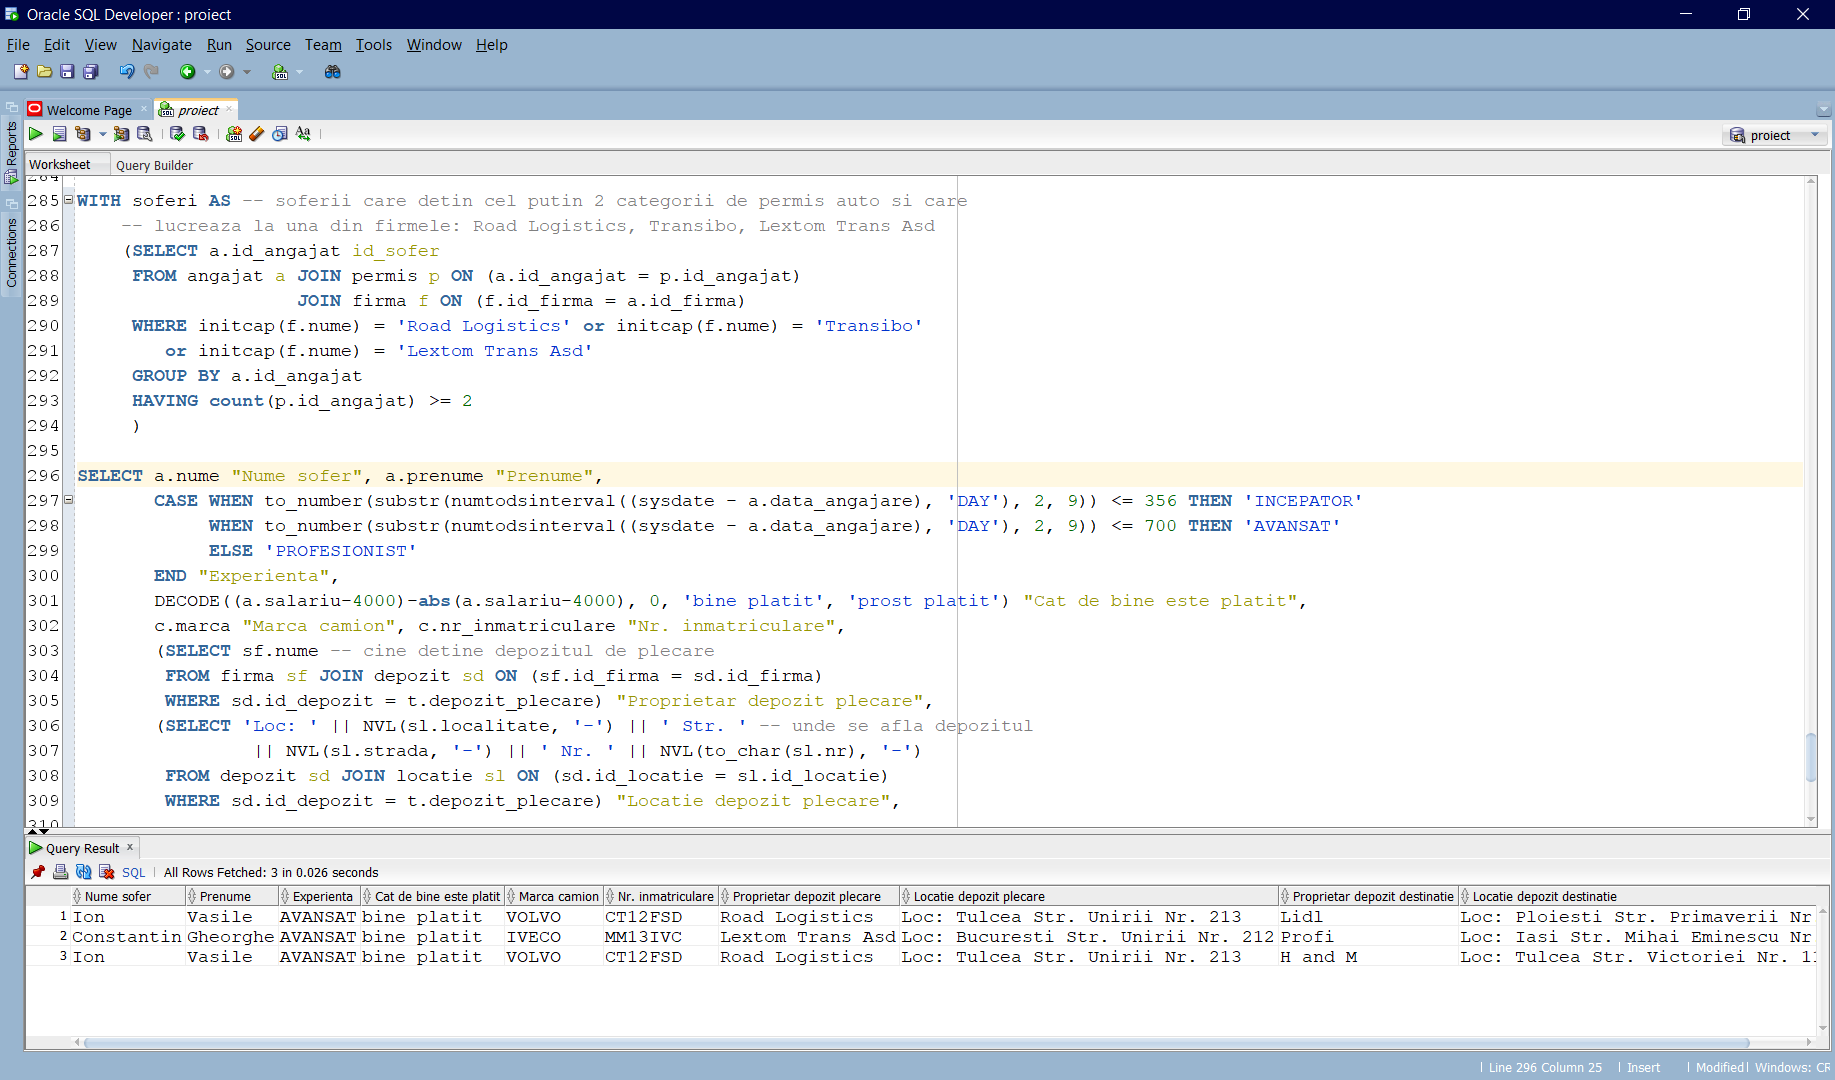 Oracle SQL Developer : proiect
File Edit View Navigate Run Source Team Tools Window Help
Reports
Connections
Welcome Page
proiect
proiect
Worksheet Query Builder
284
285 WITH soferi AS -- soferii care detin cel putin 2 categorii de permis auto si care
286 -- lucreaza la una din firmele: Road Logistics, Transibo, Lextom Trans Asd
287 (SELECT a.id_angajat id_sofer
288 FROM angajat a JOIN permis p ON (a.id_angajat = p.id_angajat)
289 JOIN firma f ON (f.id_firma = a.id_firma)
290 WHERE initcap(f.nume) = 'Road Logistics' or initcap(f.nume) = 'Transibo'
291 or initcap(f.nume) = 'Lextom Trans Asd'
292 GROUP BY a.id_angajat
293 HAVING count(p.id_angajat) >= 2
294 )
295
296 SELECT a.nume "Nume sofer", a.prenume "Prenume",
297 CASE WHEN to_number(substr(numtodsinterval((sysdate - a.data_angajare), 'DAY'), 2, 9)) <= 356 THEN 'INCEPATOR'
298 WHEN to_number(substr(numtodsinterval((sysdate - a.data_angajare), 'DAY'), 2, 9)) <= 700 THEN 'AVANSAT'
299 ELSE 'PROFESIONIST'
300 END "Experienta",
301 DECODE((a.salariu-4000)-abs(a.salariu-4000), 0, 'bine platit', 'prost platit') "Cat de bine este platit",
302 c.marca "Marca camion", c.nr_inmatriculare "Nr. inmatriculare",
303 (SELECT sf.nume -- cine detine depozitul de plecare
304 FROM firma sf JOIN depozit sd ON (sf.id_firma = sd.id_firma)
305 WHERE sd.id_depozit = t.depozit_plecare) "Proprietar depozit plecare",
306 (SELECT 'Loc: ' || NVL(sl.localitate, '-') || ' Str. ' -- unde se afla depozitul
307 || NVL(sl.strada, '-') || ' Nr. ' || NVL(to_char(sl.nr), '-')
308 FROM depozit sd JOIN locatie sl ON (sd.id_locatie = sl.id_locatie)
309 WHERE sd.id_depozit = t.depozit_plecare) "Locatie depozit plecare",
310
Query Result
SQL All Rows Fetched: 3 in 0.026 seconds
Nume sofer Prenume Experienta Cat de bine este platit Marca camion Nr. inmatriculare Proprietar depozit plecare Locatie depozit plecare Proprietar depozit destinatie Locatie depozit destinatie
1 Ion Vasile AVANSAT bine platit VOLVO CT12FSD Road Logistics Loc: Tulcea Str. Unirii Nr. 213 Lidl Loc: Ploiesti Str. Primaverii Nr
2 Constantin Gheorghe AVANSAT bine platit IVECO MM13IVC Lextom Trans Asd Loc: Bucuresti Str. Unirii Nr. 212 Profi Loc: Iasi Str. Mihai Eminescu Nr
3 Ion Vasile AVANSAT bine platit VOLVO CT12FSD Road Logistics Loc: Tulcea Str. Unirii Nr. 213 H and M Loc: Tulcea Str. Victoriei Nr. 11
Line 296 Column 25 Insert Modified Windows: CR